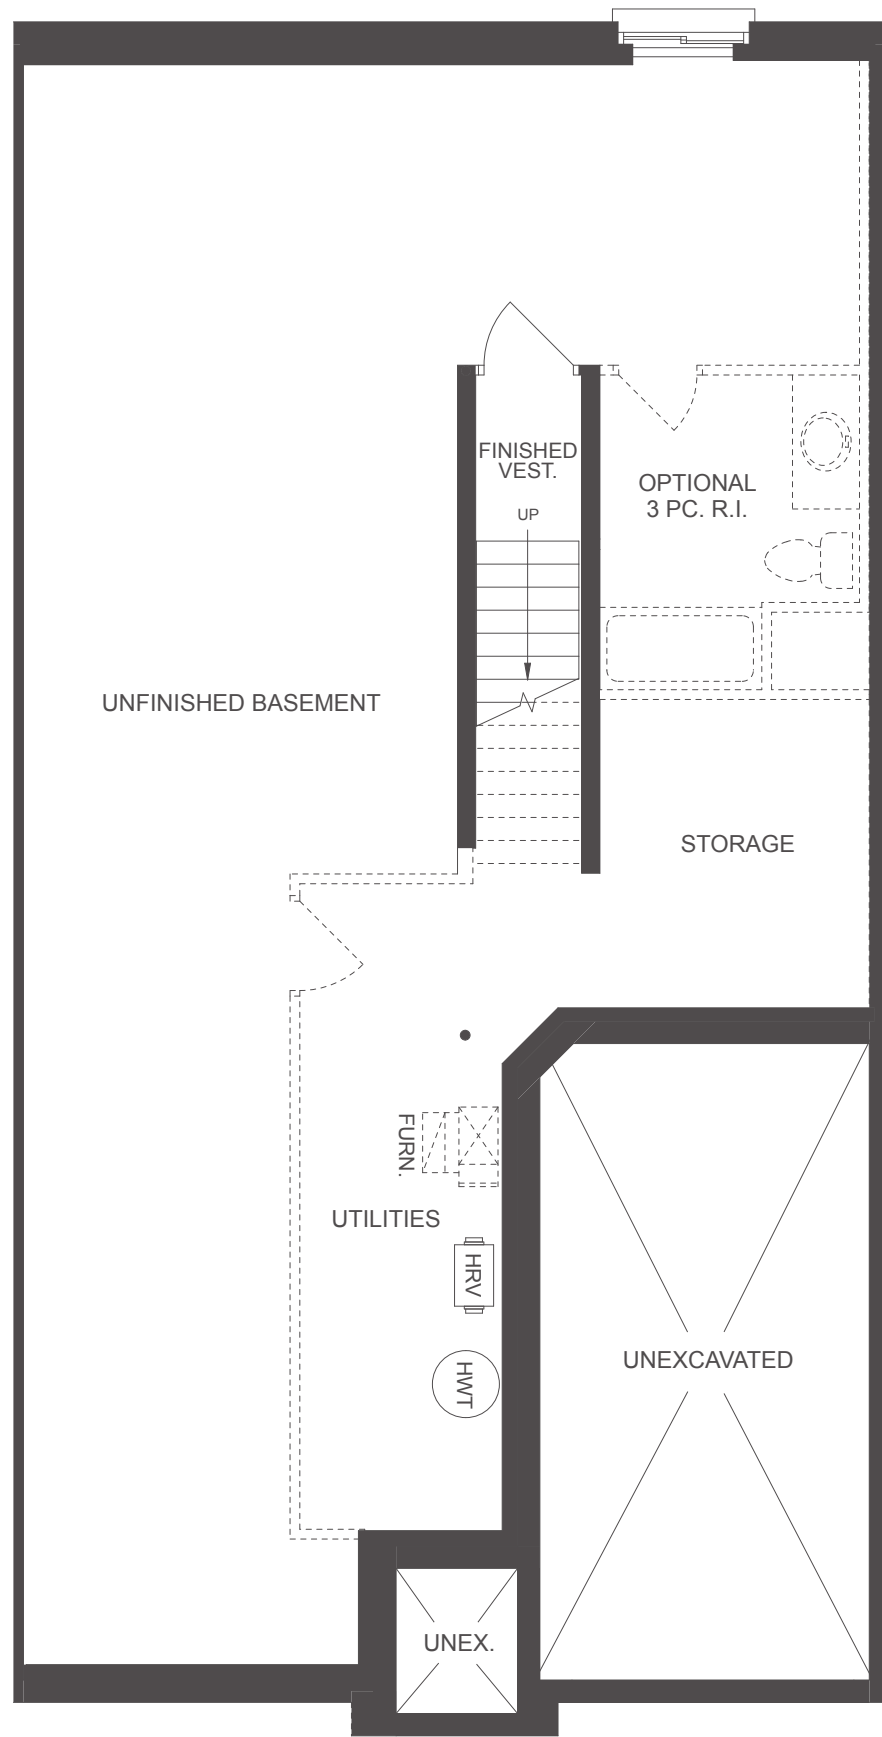 FINISHED
VEST.
UP
OPTIONAL
3 PC. R.I.
UNFINISHED BASEMENT
STORAGE
FURN.
UTILITIES
HRV
HWT
UNEXCAVATED
UNEX.